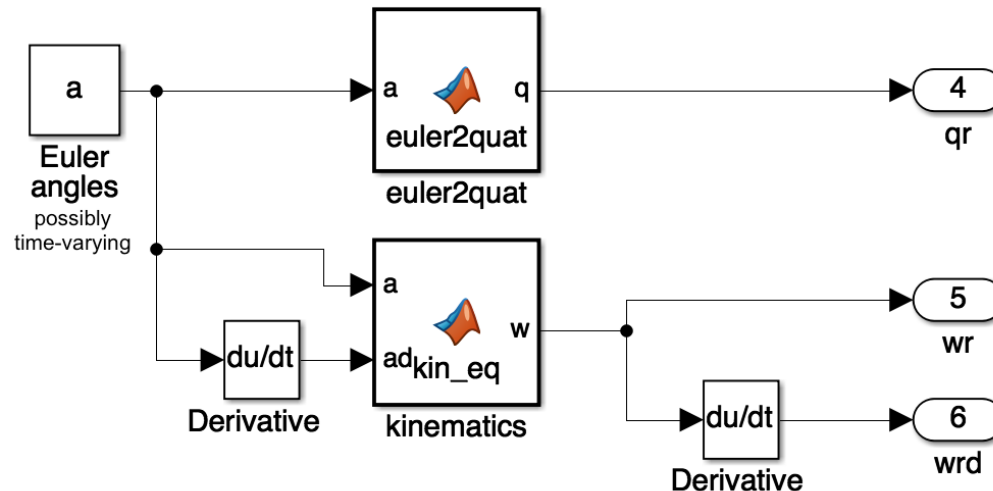 a
Euler
angles
possibly
time-varying
a
q
euler2quat
euler2quat
4
qr
a
ad
w
kin_eq
kinematics
du/dt
Derivative
5
wr
du/dt
Derivative
6
wrd